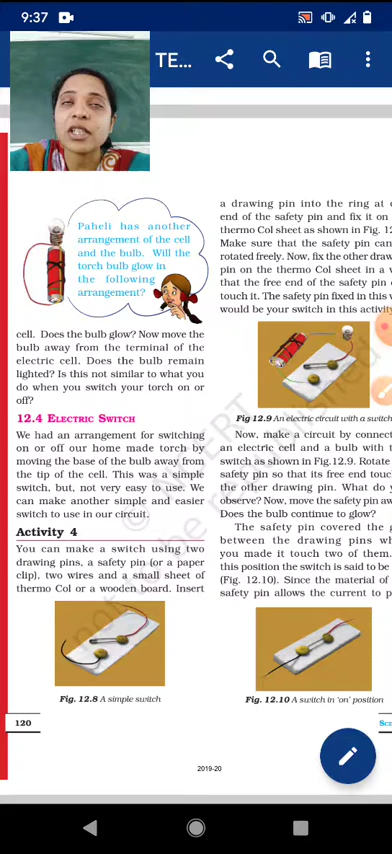 9:37
TE...
Paheli has another
arrangement of the cell
and the bulb. Will the
torch bulb glow in
the following
arrangement?
cell. Does the bulb glow? Now move the
bulb away from the terminal of the
electric cell. Does the bulb remain
lighted? Is this not similar to what you
do when you switch your torch on or
off?
12.4 ELECTRIC SWITCH
We had an arrangement for switching
on or off our home made torch by
moving the base of the bulb away from
the tip of the cell. This was a simple
switch, but, not very easy to use. We
can make another simple and easier
switch to use in our circuit.
Activity 4
You can make a switch using two
drawing pins, a safety pin (or a paper
clip), two wires and a small sheet of
thermo Col or a wooden board. Insert
Fig. 12.8 A simple switch
120
a drawing pin into the ring at
end of the safety pin and fix it on
thermo Col sheet as shown in Fig. 12
Make sure that the safety pin can
rotated freely. Now, fix the other draw
pin on the thermo Col sheet in a
that the free end of the safety pin
touch it. The safety pin fixed in this
would be your switch in this activity
Fig 12.9 An electric circuit with a switch
Now, make a circuit by connect
an electric cell and a bulb with t
switch as shown in Fig.12.9. Rotate
safety pin so that its free end touch
the other drawing pin. What do y
observe? Now, move the safety pin aw
Does the bulb continue to glow?
The safety pin covered the g
between the drawing pins wh
you made it touch two of them.
this position the switch is said to be
(Fig. 12.10). Since the material of
safety pin allows the current to p
Fig. 12.10 A switch in 'on' position
2019-20